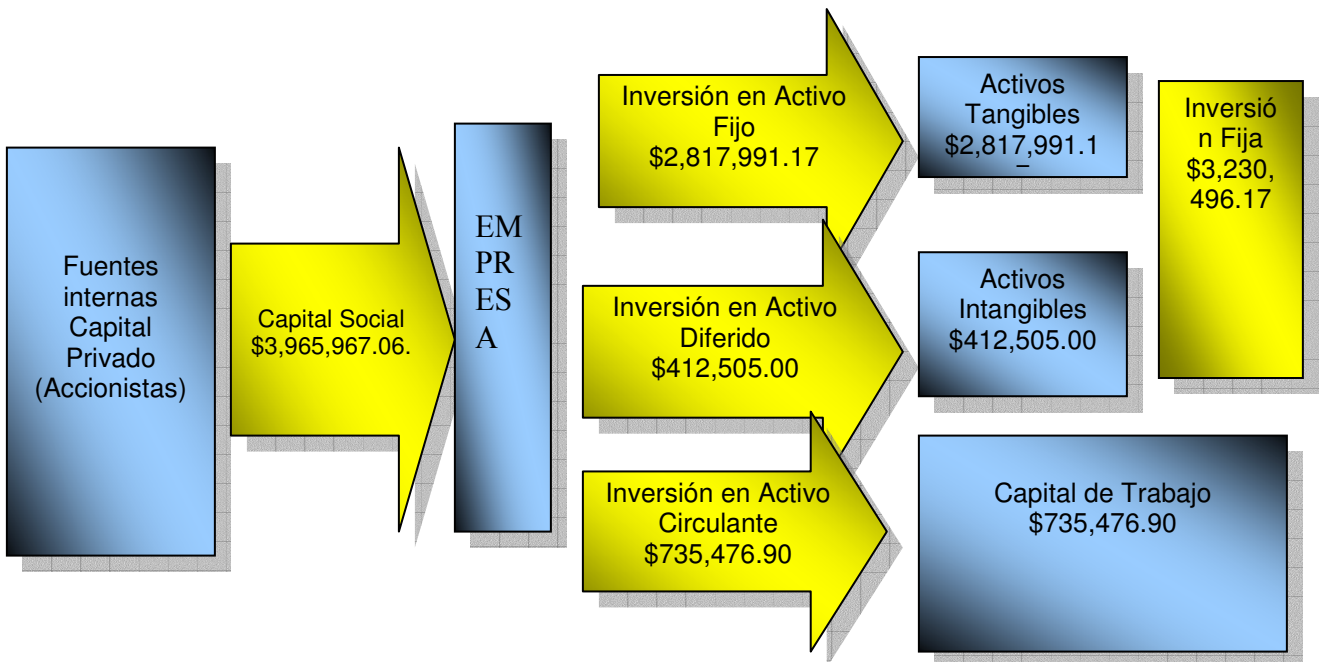 Fuentes
internas
Capital
Privado
(Accionistas)
Capital Social
$3,965,967.06.
EM
PR
ES
A
Inversión en Activo
Fijo
$2,817,991.17
Inversión en Activo
Diferido
$412,505.00
Inversión en Activo
Circulante
$735,476.90
Activos
Tangibles
$2,817,991.1
Activos
Intangibles
$412,505.00
Inversió
n Fija
$3,230,
496.17
Capital de Trabajo
$735,476.90